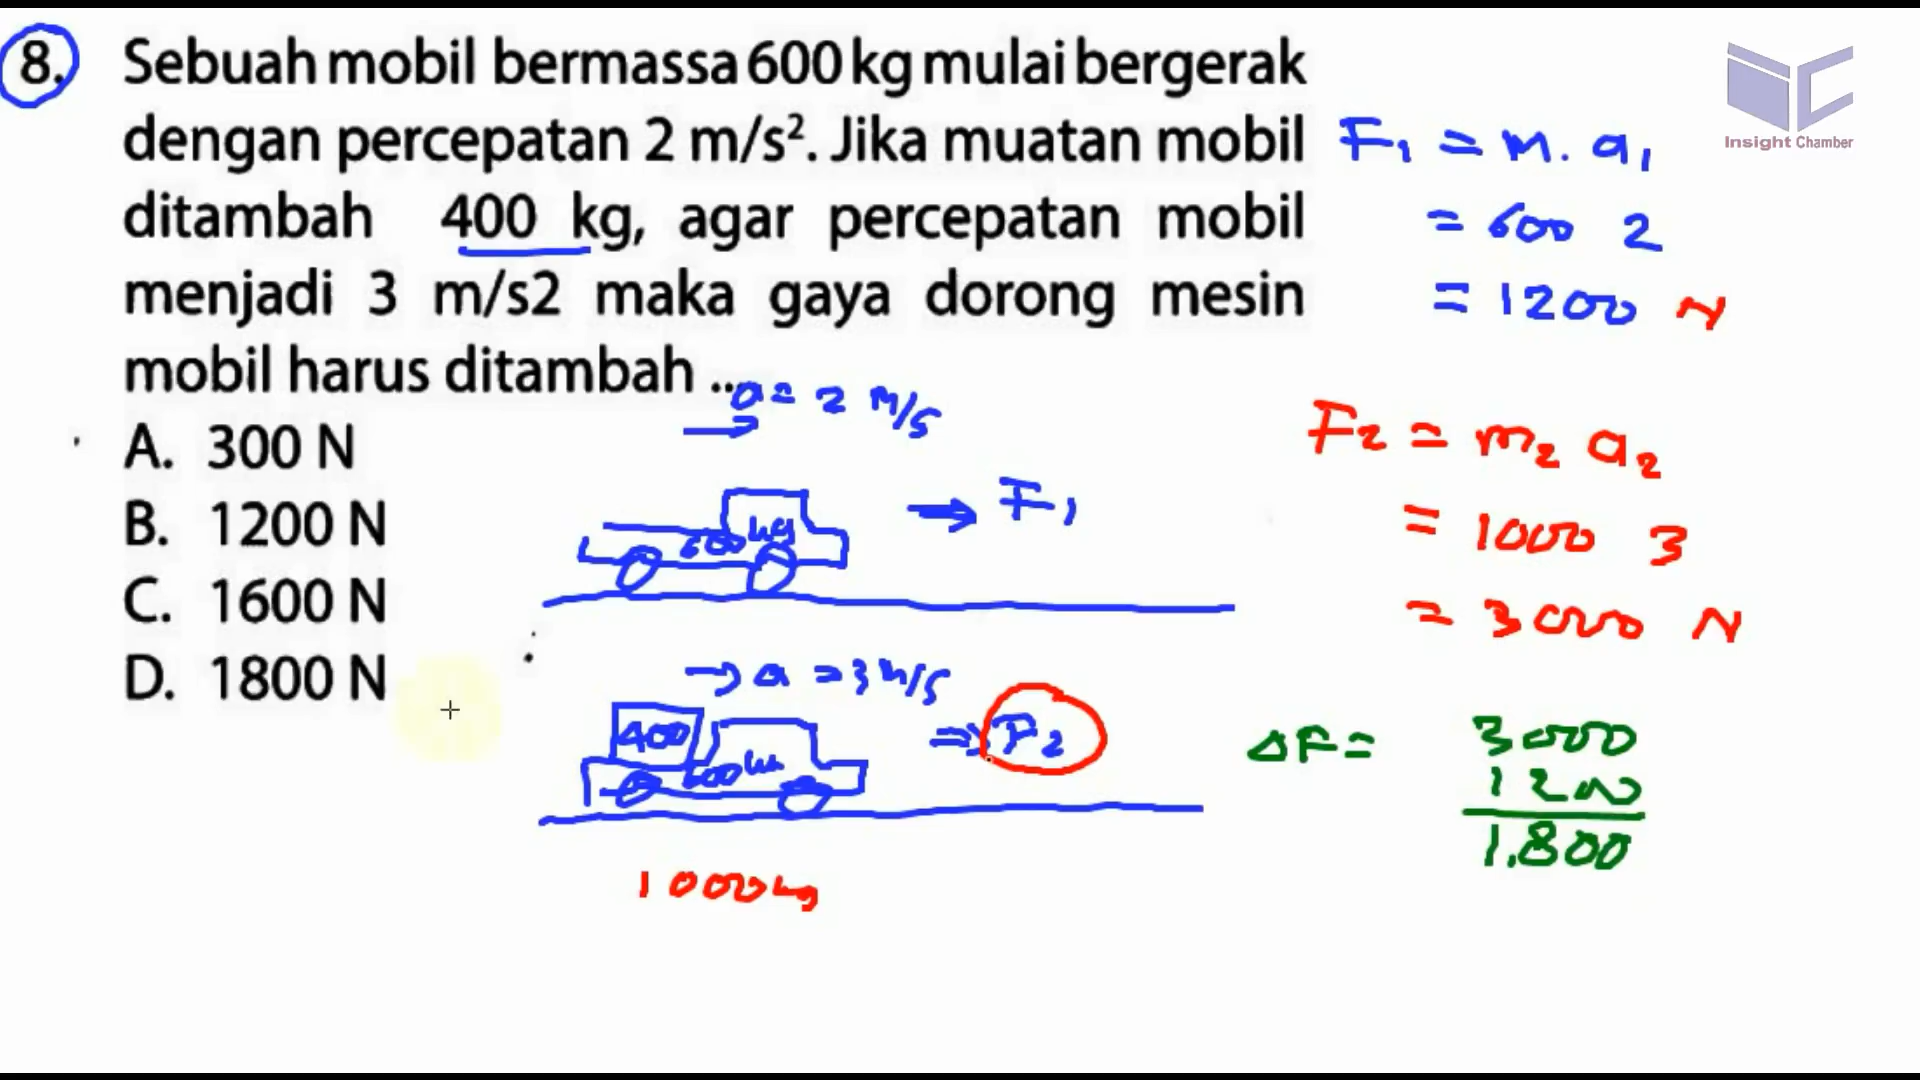 8. Sebuah mobil bermassa 600 kg mulai bergerak
dengan percepatan 2 m/s². Jika muatan mobil
ditambah 400 kg, agar percepatan mobil
menjadi 3 m/s2 maka gaya dorong mesin
mobil harus ditambah ...
A. 300 N
B. 1200 N
C. 1600 N
D. 1800 N
a = 2 m/s
600 kg
→ F₁
→ a = 3 m/s
400
600 kg
⇒ F₂
1000 kg
Insight Chamber
F₁ = m . a₁
= 600 2
= 1200 N
F₂ = m₂ a₂
= 1000 3
= 3000 N
ΔF = 3000
1200
1.800